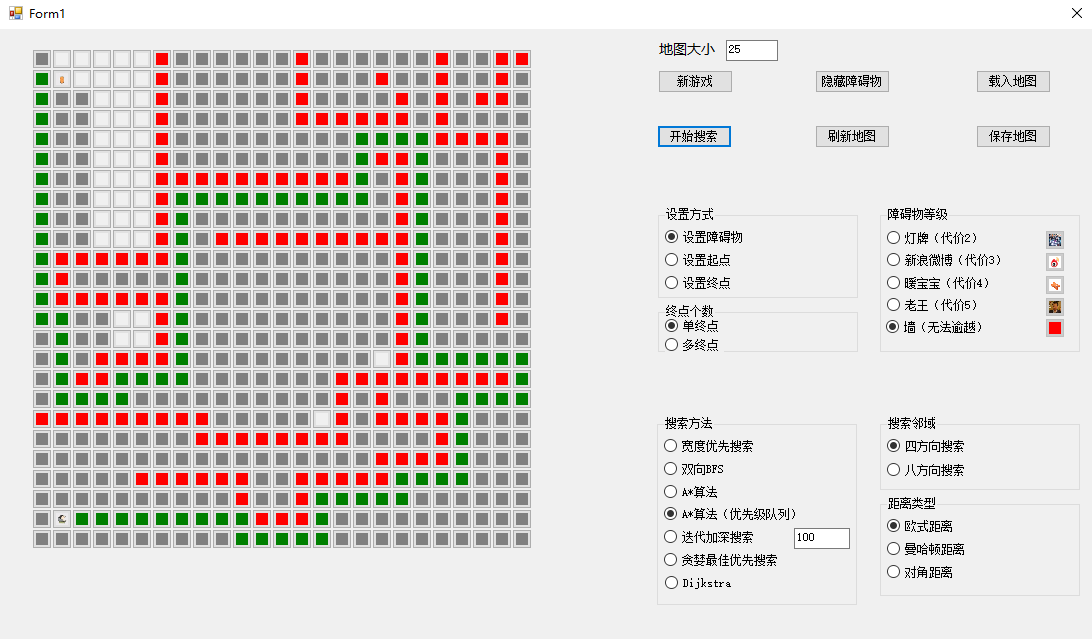 Form1
地图大小 25
新游戏 隐藏障碍物 载入地图
开始搜索 刷新地图 保存地图
设置方式
设置障碍物
设置起点
设置终点
终点个数
单终点
多终点
障碍物等级
灯牌（代价2）
新浪微博（代价3）
暖宝宝（代价4）
老王（代价5）
墙（无法逾越）
搜索方法
宽度优先搜索
双向BFS
A*算法
A*算法（优先级队列）
迭代加深搜索 100
贪婪最佳优先搜索
Dijkstra
搜索邻域
四方向搜索
八方向搜索
距离类型
欧式距离
曼哈顿距离
对角距离